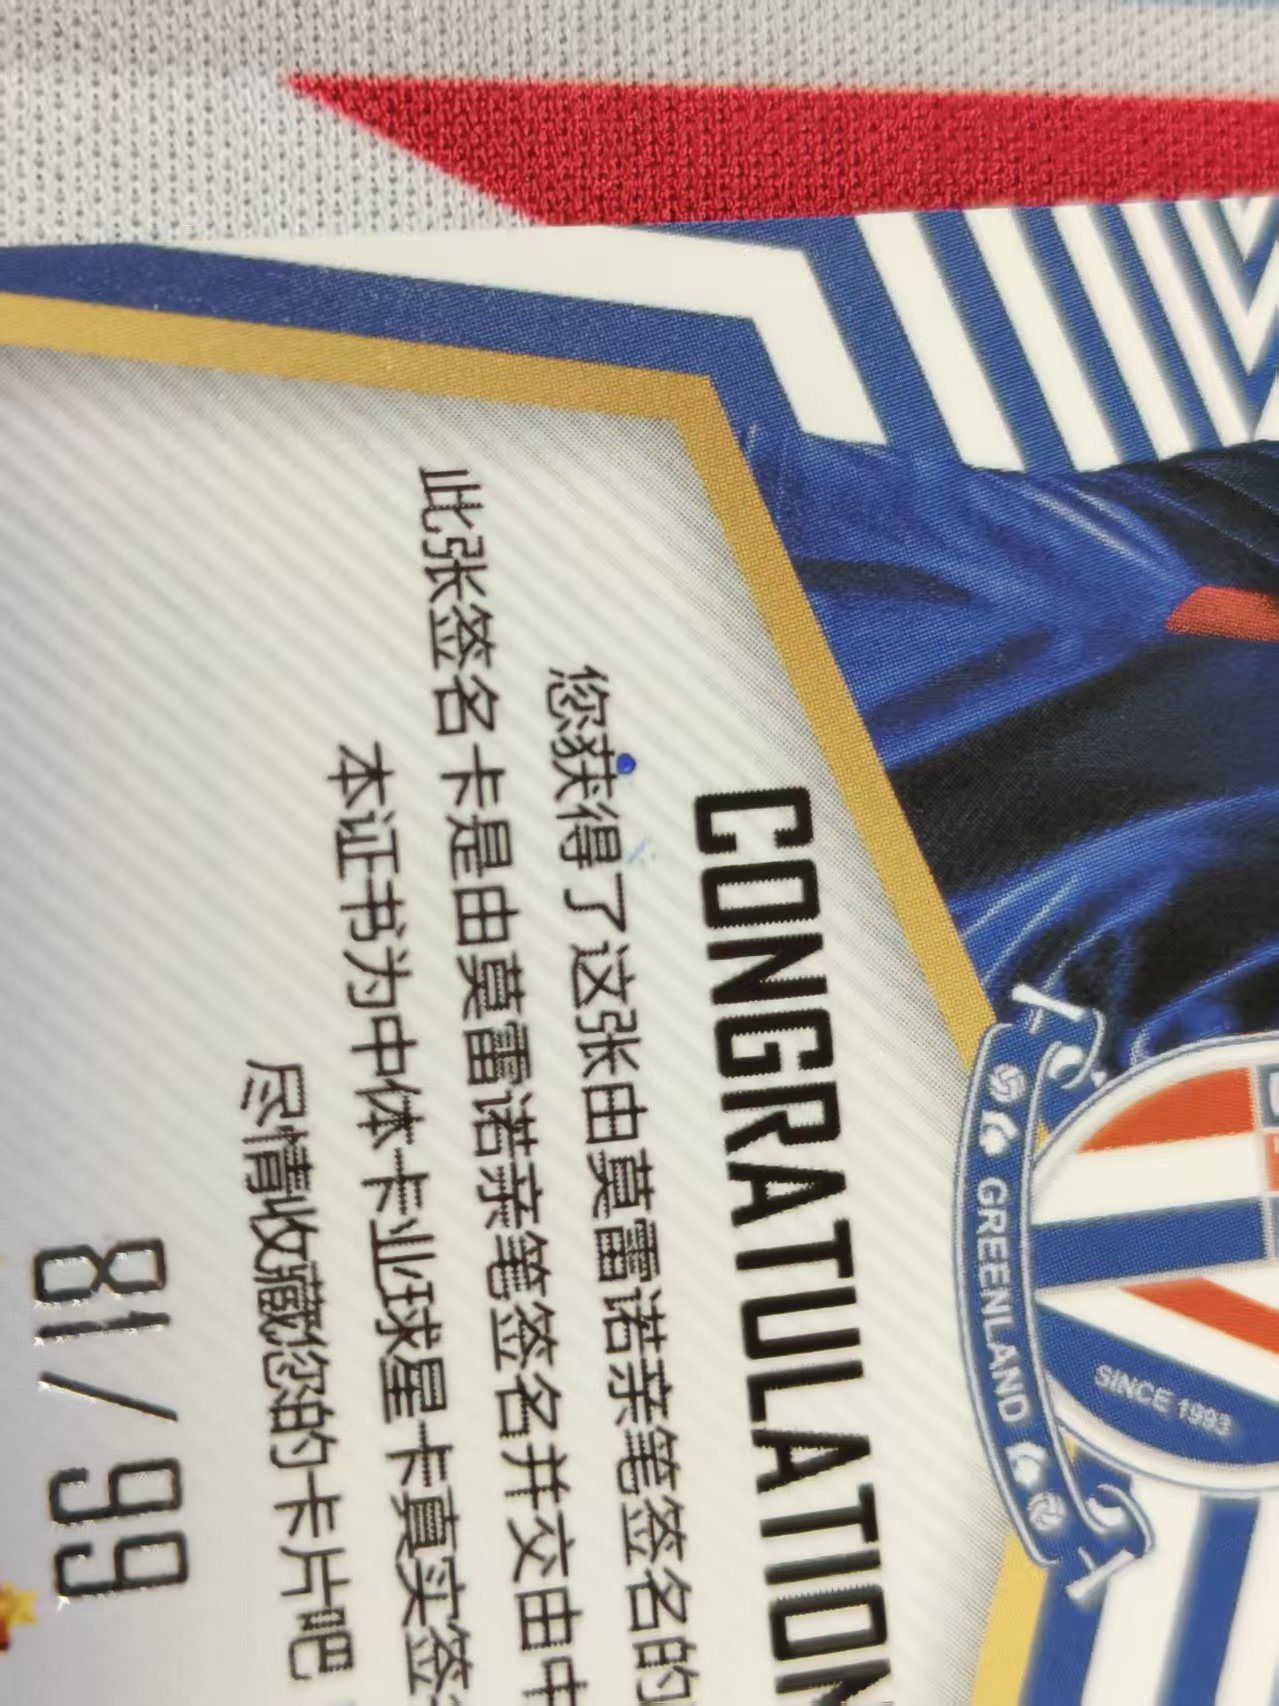 GREENLAND
SINCE 1993
CONGRATULATION
您获得了这张由莫雷诺亲笔签名的
此张签名卡是由莫雷诺亲笔签名并交由中
本证书为中体卡业球星卡真实签
尽情收藏您的卡片吧
81/99